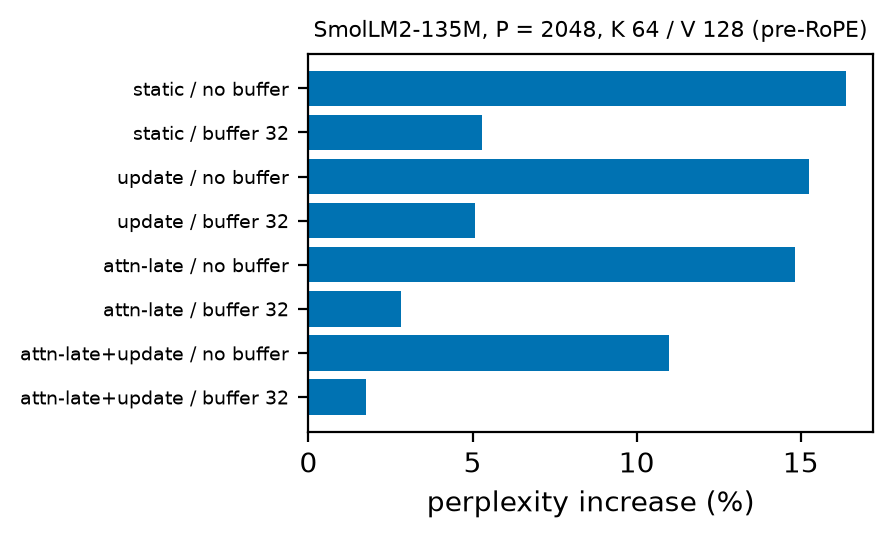 SmolLM2-135M, P = 2048, K 64 / V 128 (pre-RoPE)
static / no buffer
static / buffer 32
update / no buffer
update / buffer 32
attn-late / no buffer
attn-late / buffer 32
attn-late+update / no buffer
attn-late+update / buffer 32
0 5 10 15
perplexity increase (%)